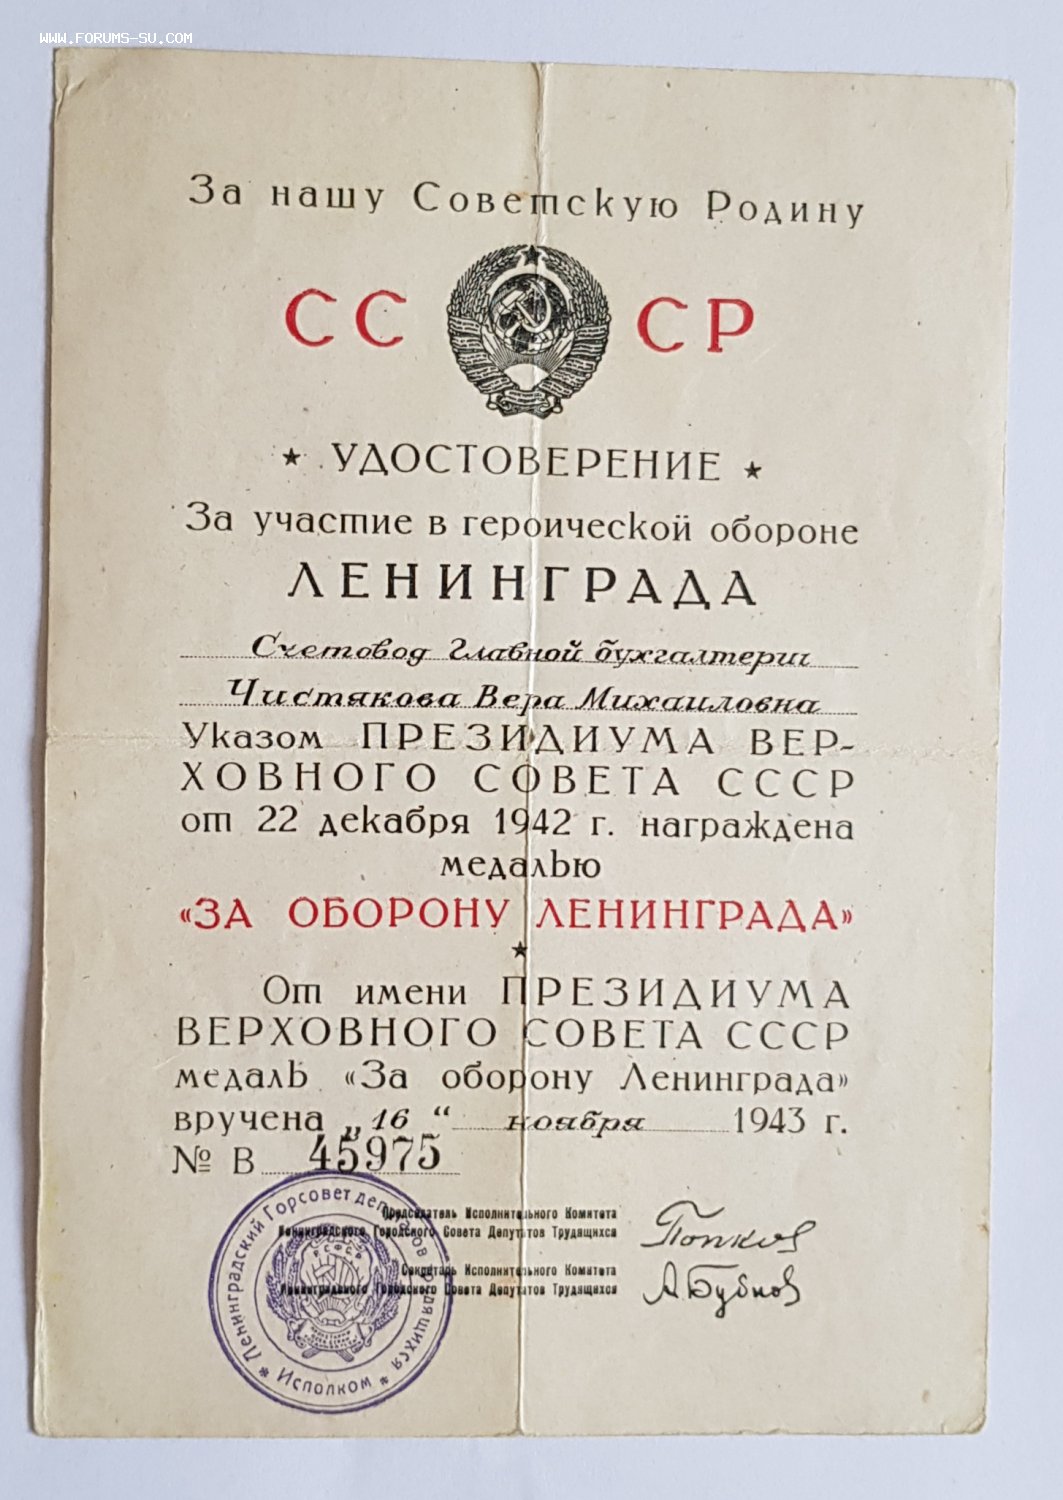 WWW.FORUMS-SU.COM
За нашу Советскую Родину
СС СР
★ УДОСТОВЕРЕНИЕ ★
За участие в героической обороне
ЛЕНИНГРАДА
Счетовод Главной бухгалтерии
Чистякова Вера Михаиловна
Указом ПРЕЗИДИУМА ВЕР-
ХОВНОГО СОВЕТА СССР
от 22 декабря 1942 г. награждена
медалью
«ЗА ОБОРОНУ ЛЕНИНГРАДА»
★
От имени ПРЕЗИДИУМА
ВЕРХОВНОГО СОВЕТА СССР
медаль «За оборону Ленинграда»
вручена „16“ ноября 1943 г.
№ В 45975
Председатель Исполнительного Комитета
Ленинградского Городского Совета Депутатов Трудящихся
Попков
Секретарь Исполнительного Комитета
Ленинградского Городского Совета Депутатов Трудящихся
А Бубнов
Ленинградский Горсовет депутатов трудящихся * Исполком *
РСФСР